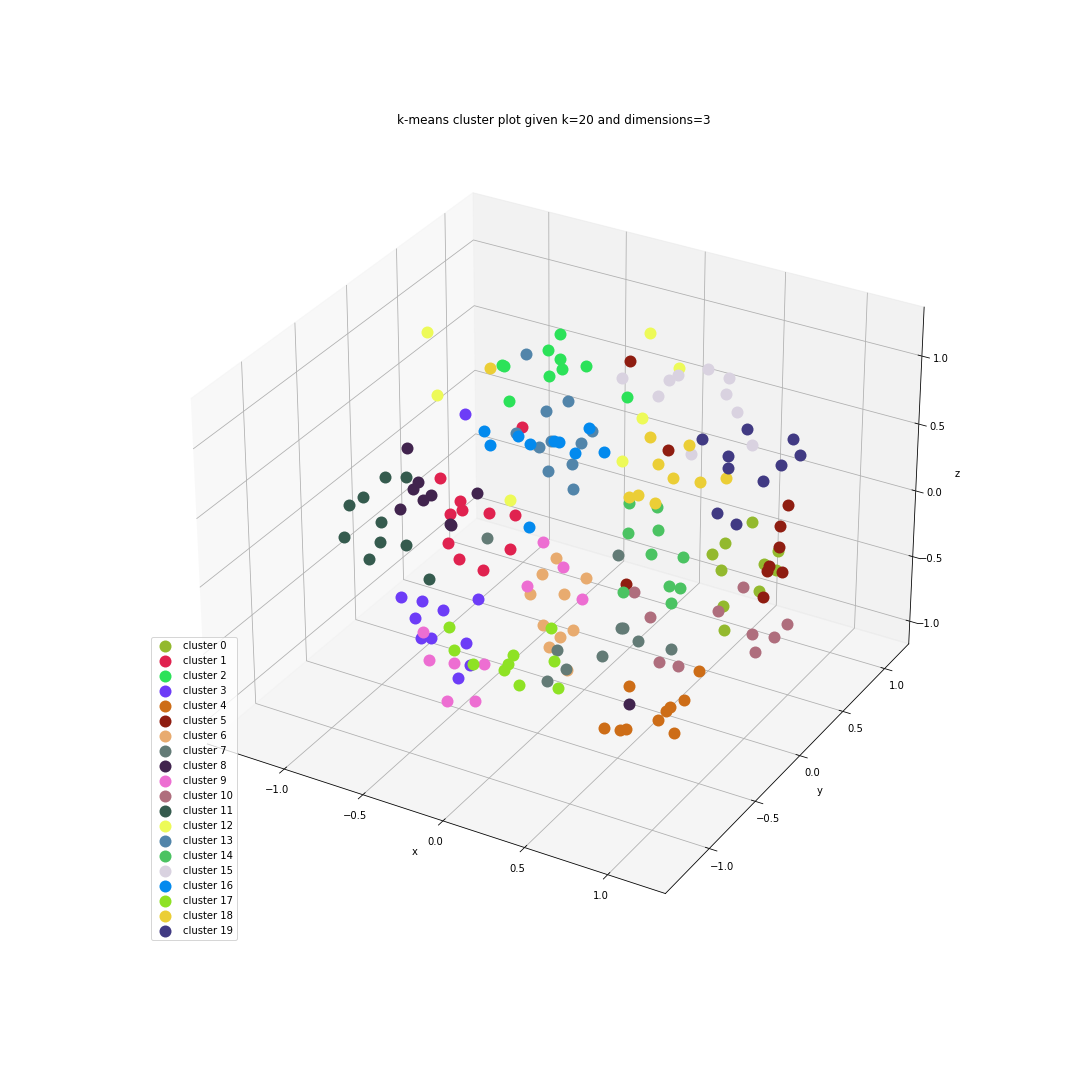 k-means cluster plot given k=20 and dimensions=3
1.0
0.5
0.0
−0.5
−1.0
z
1.0
0.5
0.0
−0.5
−1.0
y
−1.0
−0.5
0.0
0.5
1.0
x
cluster 0
cluster 1
cluster 2
cluster 3
cluster 4
cluster 5
cluster 6
cluster 7
cluster 8
cluster 9
cluster 10
cluster 11
cluster 12
cluster 13
cluster 14
cluster 15
cluster 16
cluster 17
cluster 18
cluster 19